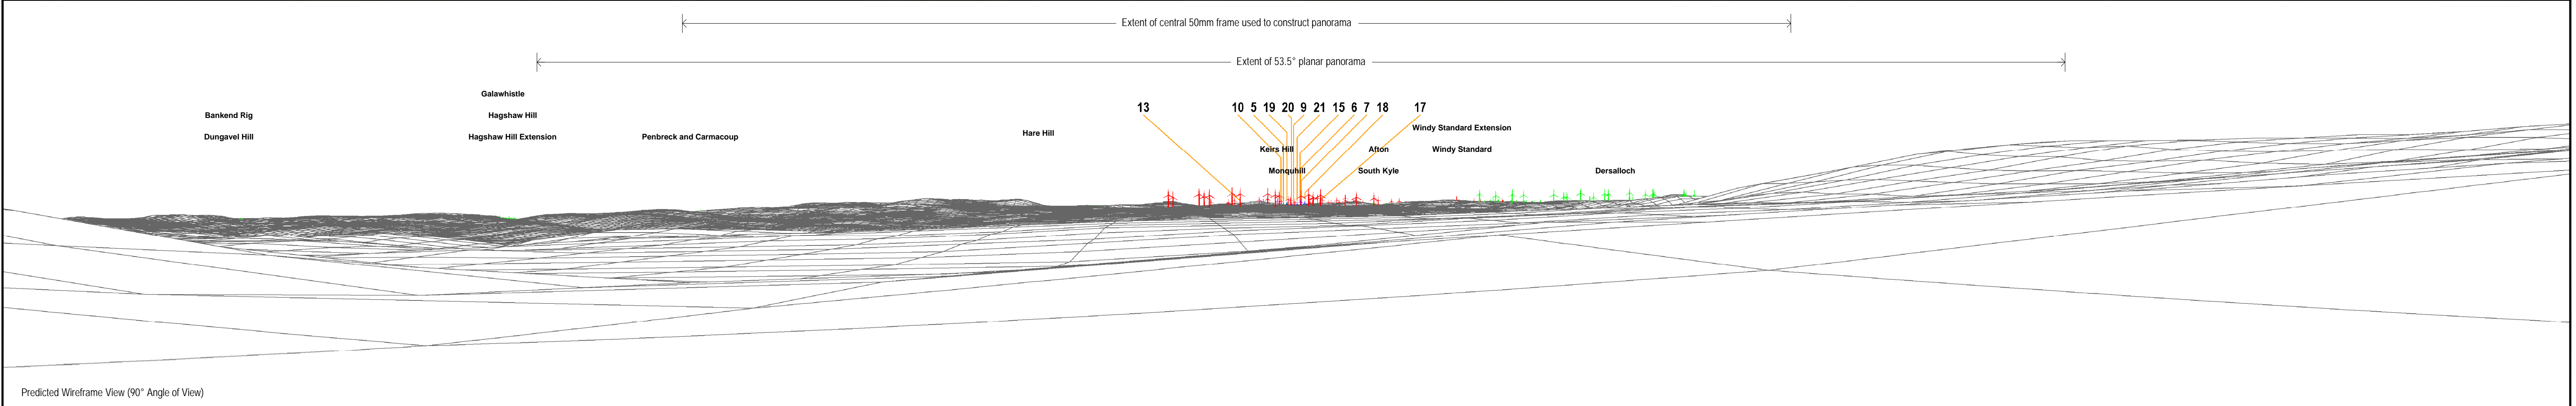 Extent of central 50mm frame used to construct panorama
Extent of 53.5° planar panorama
Galawhistle
Bankend Rig
Hagshaw Hill
Dungavel Hill
Hagshaw Hill Extension
Penbreck and Carmacoup
Hare Hill
13 10 5 19 20 9 21 15 6 7 18 17
Windy Standard Extension
Keirs Hill
Afton
Windy Standard
Monquhill
South Kyle
Dersalloch
Predicted Wireframe View (90° Angle of View)